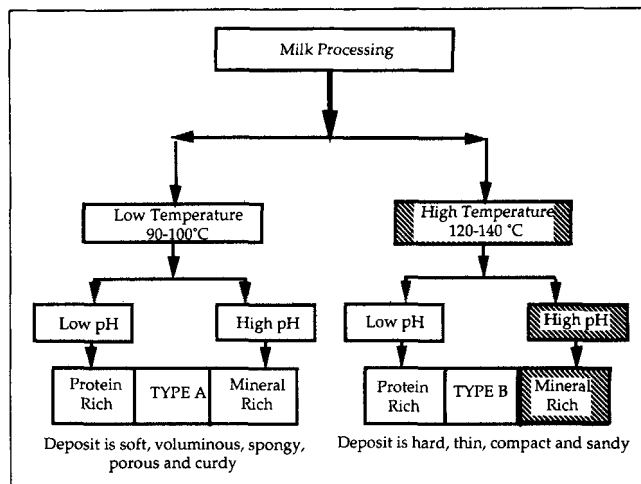 Milk Processing
Low Temperature
90-100°C
High Temperature
120-140 °C
Low pH
High pH
Low pH
High pH
Protein
Rich
TYPE A
Mineral
Rich
Protein
Rich
TYPE B
Mineral
Rich
Deposit is soft, voluminous, spongy,
porous and curdy
Deposit is hard, thin, compact and sandy